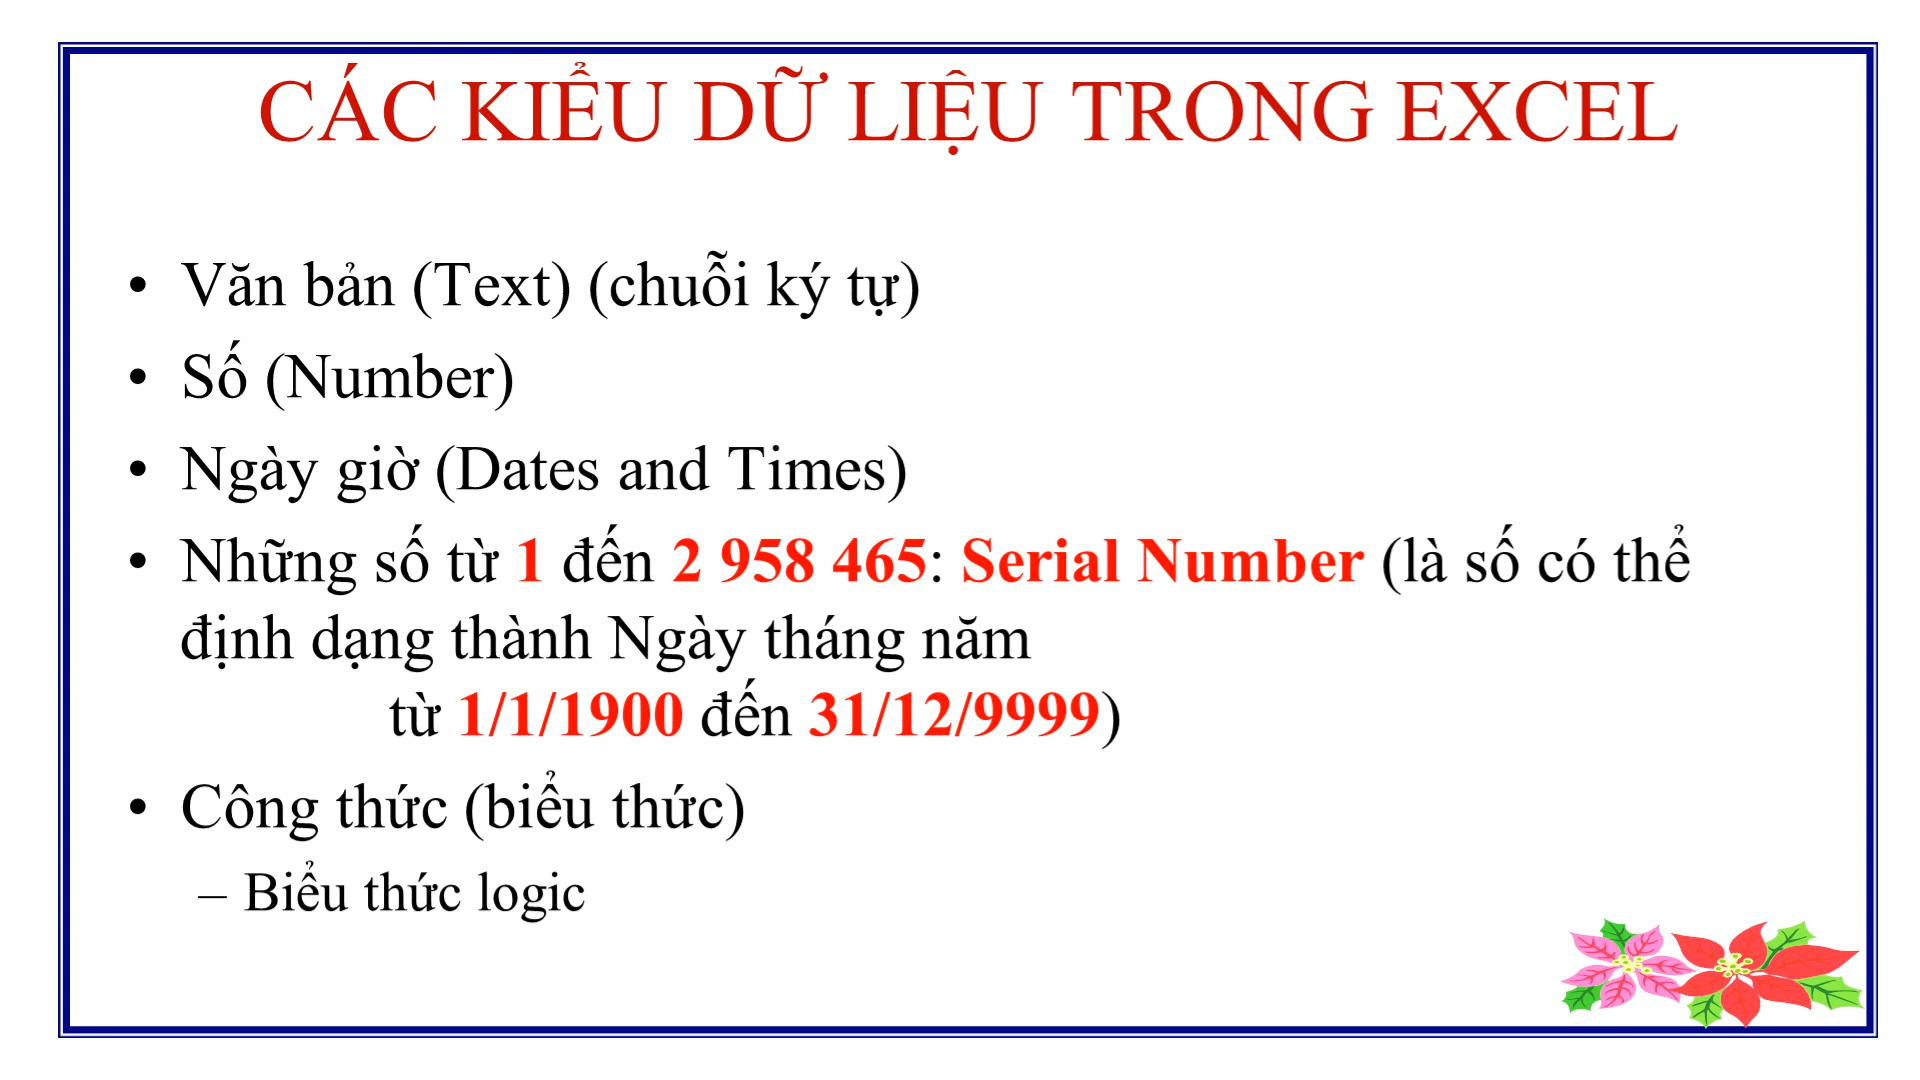 CÁC KIỂU DỮ LIỆU TRONG EXCEL
• Văn bản (Text) (chuỗi ký tự)
• Số (Number)
• Ngày giờ (Dates and Times)
• Những số từ 1 đến 2 958 465: Serial Number (là số có thể
định dạng thành Ngày tháng năm
từ 1/1/1900 đến 31/12/9999)
• Công thức (biểu thức)
– Biểu thức logic